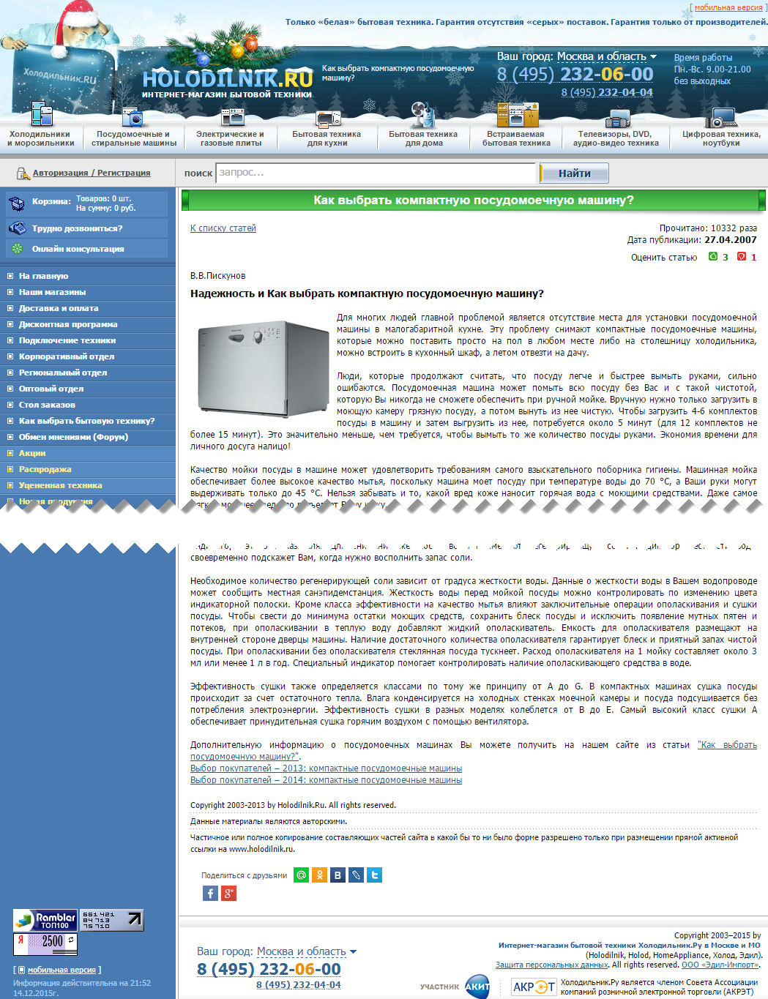 [ мобильная версия ]
Только «белая» бытовая техника. Гарантия отсутствия «серых» поставок. Гарантия только от производителей.
Холодильник.RU
HOLODILNIK.RU
ИНТЕРНЕТ-МАГАЗИН БЫТОВОЙ ТЕХНИКИ
Как выбрать компактную посудомоечную
машину?
Ваш город: Москва и область
8 (495) 232-06-00
8 (495) 232-04-04
Время работы
Пн.-Вс. 9.00-21.00
без выходных
Холодильники
и морозильники
Посудомоечные и
стиральные машины
Электрические и
газовые плиты
Бытовая техника
для кухни
Бытовая техника
для дома
Встраиваемая
бытовая техника
Телевизоры, DVD,
аудио-видео техника
Цифровая техника,
ноутбуки
Авторизация / Регистрация
поиск
запрос...
Найти
Корзина: Товаров: 0 шт.
На сумму: 0 руб.
Трудно дозвониться?
Онлайн консультация
На главную
Наши магазины
Доставка и оплата
Дисконтная программа
Подключение техники
Корпоративный отдел
Региональный отдел
Оптовый отдел
Стол заказов
Как выбрать бытовую технику?
Обмен мнениями (Форум)
Акции
Распродажа
Уцененная техника
Новая продукция
Как выбрать компактную посудомоечную машину?
К списку статей
Прочитано: 10332 раза
Дата публикации: 27.04.2007
Оценить статью 3 1
В.В.Пискунов
Надежность и Как выбрать компактную посудомоечную машину?
Для многих людей главной проблемой является отсутствие места для установки посудомоечной
машины в малогабаритной кухне. Эту проблему снимают компактные посудомоечные машины,
которые можно поставить просто на пол в любом месте либо на столешницу холодильника,
можно встроить в кухонный шкаф, а летом отвезти на дачу.
Люди, которые продолжают считать, что посуду легче и быстрее вымыть руками, сильно
ошибаются. Посудомоечная машина может помыть всю посуду без Вас и с такой чистотой,
которую Вы никогда не сможете обеспечить при ручной мойке. Вручную нужно только загрузить в
моющую камеру грязную посуду, а потом вынуть из нее чистую. Чтобы загрузить 4-6 комплектов
посуды в машину и затем выгрузить из нее, потребуется около 5 минут (для 12 комплектов не
более 15 минут). Это значительно меньше, чем требуется, чтобы вымыть то же количество посуды руками. Экономия времени для
личного досуга налицо!
Качество мойки посуды в машине может удовлетворить требованиям самого взыскательного поборника гигиены. Машинная мойка
обеспечивает более высокое качество мытья, поскольку машина моет посуду при температуре воды до 70 °С, а Ваши руки могут
выдерживать только до 45 °С. Нельзя забывать и то, какой вред коже наносит горячая вода с моющими средствами. Даже самое
своевременно подскажет Вам, когда нужно восполнить запас соли.
Необходимое количество регенерирующей соли зависит от градуса жесткости воды. Данные о жесткости воды в Вашем водопроводе
может сообщить местная санэпидемстанция. Жесткость воды перед мойкой посуды можно контролировать по изменению цвета
индикаторной полоски. Кроме класса эффективности на качество мытья влияют заключительные операции ополаскивания и сушки
посуды. Чтобы свести до минимума остатки моющих средств, сохранить блеск посуды и исключить появление мутных пятен и
потеков, при ополаскивании в теплую воду добавляют жидкий ополаскиватель. Емкость для ополаскивателя размещают на
внутренней стороне дверцы машины. Наличие достаточного количества ополаскивателя гарантирует блеск и приятный запах чистой
посуды. При ополаскивании без ополаскивателя стеклянная посуда тускнеет. Расход ополаскивателя на 1 мойку составляет около 3
мл или менее 1 л в год. Специальный индикатор помогает контролировать наличие ополаскивающего средства в воде.
Эффективность сушки также определяется классами по тому же принципу от А до G. В компактных машинах сушка посуды
происходит за счет остаточного тепла. Влага конденсируется на холодных стенках моечной камеры и посуда подсушивается без
потребления электроэнергии. Эффективность сушки в разных моделях колеблется от В до Е. Самый высокий класс сушки А
обеспечивает принудительная сушка горячим воздухом с помощью вентилятора.
Дополнительную информацию о посудомоечных машинах Вы можете получить на нашем сайте из статьи "Как выбрать
посудомоечную машину?".
Выбор покупателей – 2013: компактные посудомоечные машины
Выбор покупателей – 2014: компактные посудомоечные машины
Copyright 2003-2013 by Holodilnik.Ru. All rights reserved.
Данные материалы являются авторскими.
Частичное или полное копирование составляющих частей сайта в какой бы то ни было форме разрешено только при размещении прямой активной
ссылки на www.holodilnik.ru.
Поделиться с друзьями
Rambler
ТОП100
661421
84713
75710
Я 2500
[ мобильная версия ]
Информация действительна на 21:52
14.12.2015г.
Ваш город: Москва и область
8 (495) 232-06-00
8 (495) 232-04-04
Copyright 2003–2015 by
Интернет-магазин бытовой техники Холодильник.Ру в Москве и МО
(Holodilnik, Holod, HomeAppliance, Холод, Эдил).
Защита персональных данных. All rights reserved. ООО «Эдил-Импорт».
УЧАСТНИК АКИТ
АКРЭТ
Холодильник.Ру является членом Совета Ассоциации
компаний розничной электронной торговли (АКРЭТ)